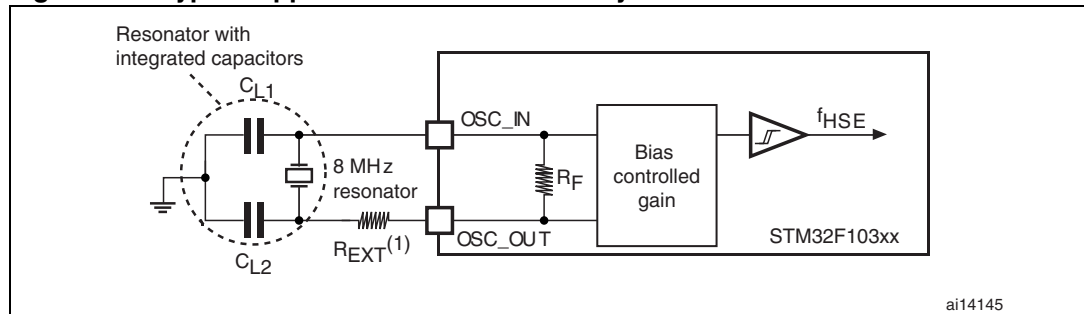 Resonator with
integrated capacitors
CL1
OSC_IN
fHSE
8 MHz
resonator
RF
Bias
controlled
gain
REXT(1)
OSC_OUT
STM32F103xx
CL2
ai14145